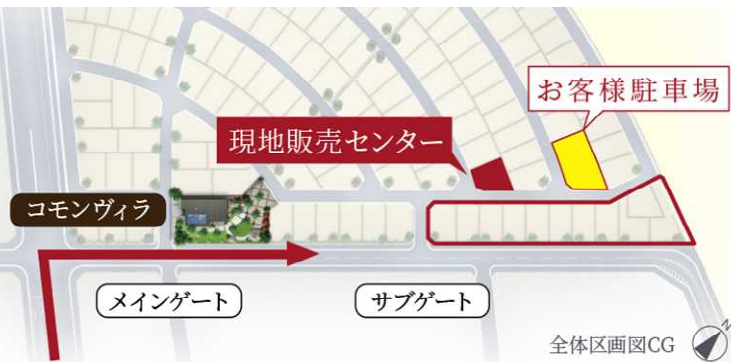 お客様駐車場
現地販売センター
コモンヴィラ
メインゲート
サブゲート
全体区画図CG
N